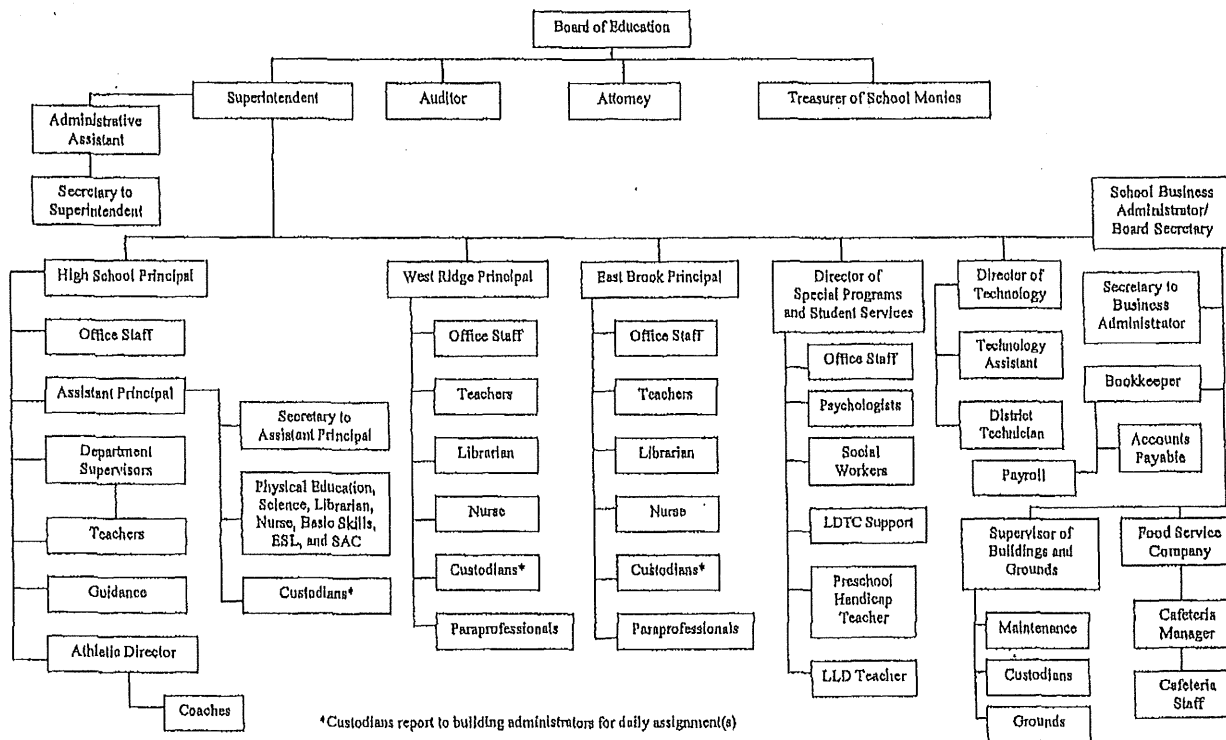 Board of Education
Superintendent
Auditor
Attorney
Treasurer of School Monies
Administrative
Assistant
Secretary to
Superintendent
School Business
Administrator/
Board Secretary
High School Principal
West Ridge Principal
East Brook Principal
Director of
Special Programs
and Student Services
Director of
Technology
Secretary to
Business
Administrator
Office Staff
Assistant Principal
Secretary to
Assistant Principal
Department
Supervisors
Physical Education,
Science, Librarian,
Nurse, Basic Skills,
ESL, and SAC
Teachers
Guidance
Custodians*
Athletic Director
Coaches
Office Staff
Teachers
Librarian
Nurse
Custodians*
Paraprofessionals
Office Staff
Teachers
Librarian
Nurse
Custodians*
Paraprofessionals
Office Staff
Psychologists
Social
Workers
LDTC Support
Preschool
Handicap
Teacher
LLD Teacher
Technology
Assistant
District
Technician
Bookkeeper
Payroll
Accounts
Payable
Supervisor of
Buildings and
Grounds
Maintenance
Custodians
Grounds
Food Service
Company
Cafeteria
Manager
Cafeteria
Staff
*Custodians report to building administrators for daily assignment(s)